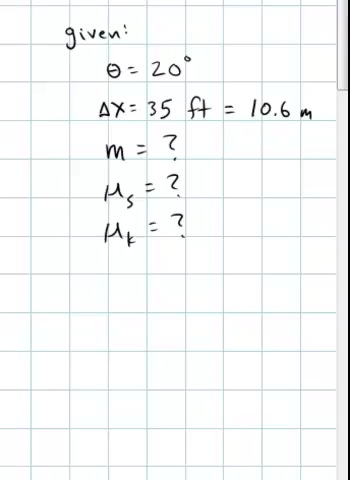 given:
θ = 20°
Δx = 35 ft = 10.6 m
m = ?
μs = ?
μk = ?